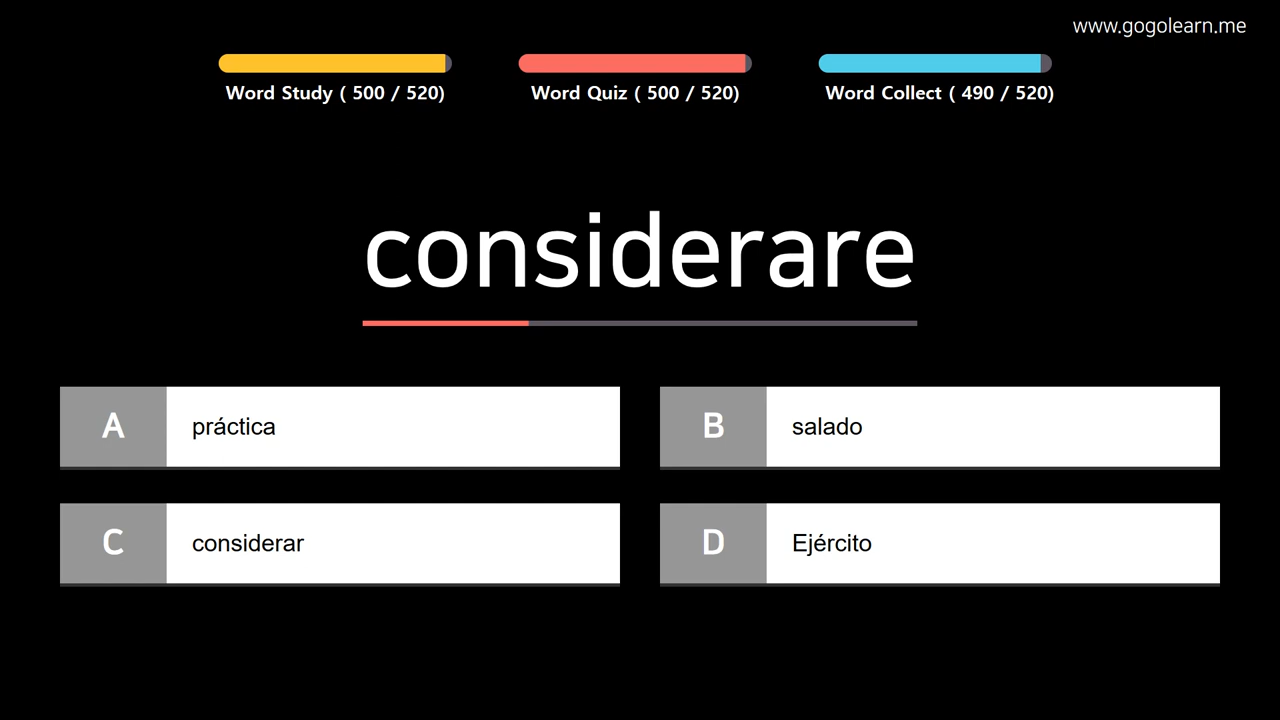 www.gogolearn.me
Word Study ( 500 / 520)
Word Quiz ( 500 / 520)
Word Collect ( 490 / 520)
considerare
A práctica
B salado
C considerar
D Ejército